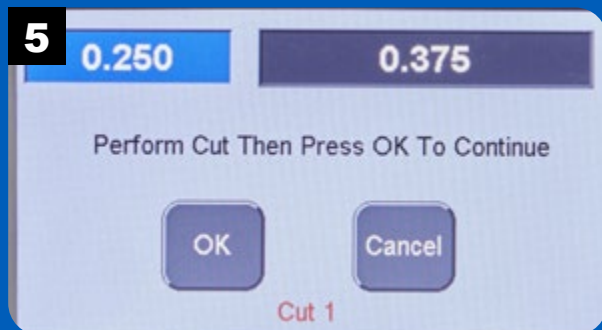 5
0.250 0.375
Perform Cut Then Press OK To Continue
OK Cancel
Cut 1